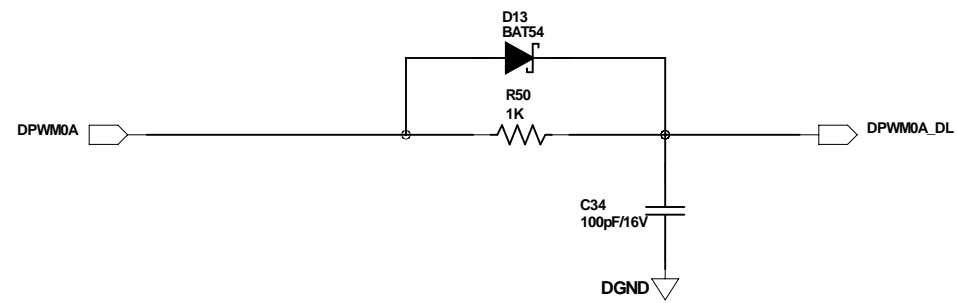 D13
BAT54
R50
1K
DPWM0A
DPWM0A_DL
C34
100pF/16V
DGND